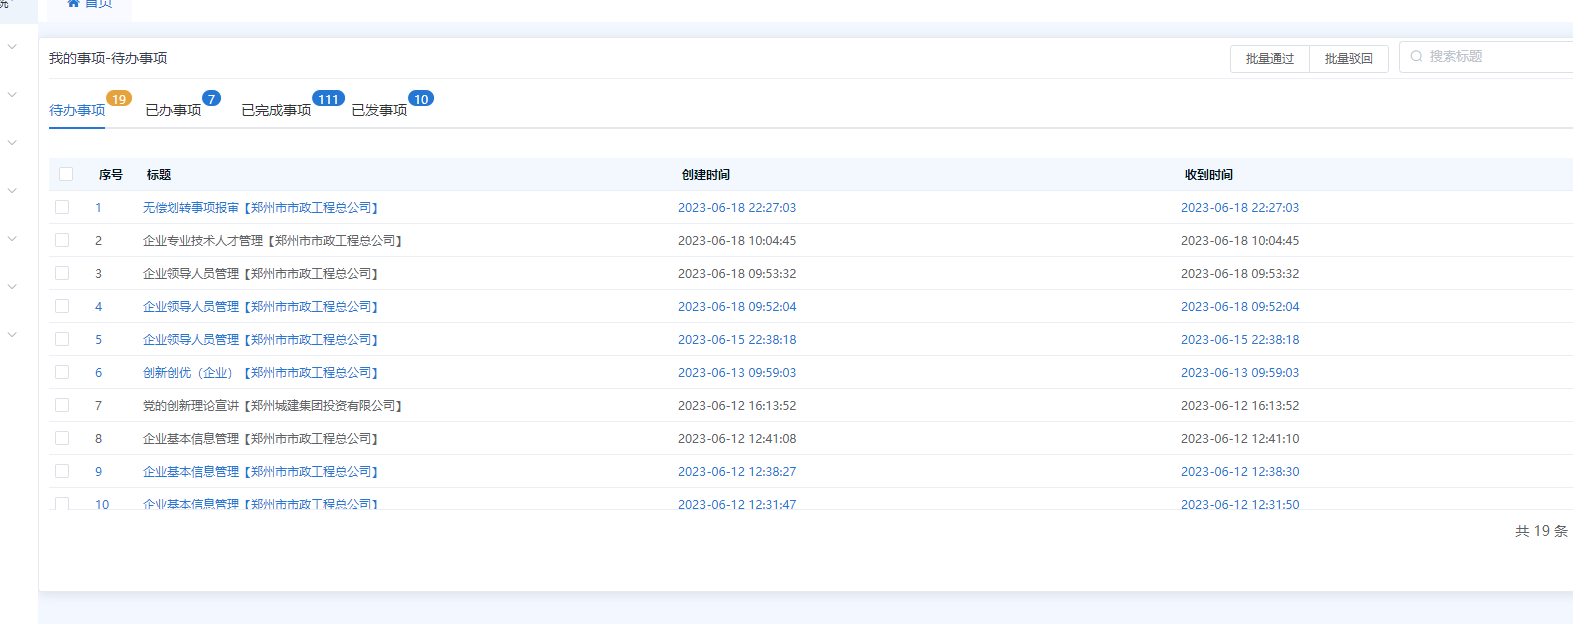 首页
我的事项-待办事项
批量通过 批量驳回 搜索标题
待办事项 19 已办事项 7 已完成事项 111 已发事项 10
序号 标题 创建时间 收到时间
1 无偿划转事项报审【郑州市市政工程总公司】 2023-06-18 22:27:03 2023-06-18 22:27:03
2 企业专业技术人才管理【郑州市市政工程总公司】 2023-06-18 10:04:45 2023-06-18 10:04:45
3 企业领导人员管理【郑州市市政工程总公司】 2023-06-18 09:53:32 2023-06-18 09:53:32
4 企业领导人员管理【郑州市市政工程总公司】 2023-06-18 09:52:04 2023-06-18 09:52:04
5 企业领导人员管理【郑州市市政工程总公司】 2023-06-15 22:38:18 2023-06-15 22:38:18
6 创新创优（企业）【郑州市市政工程总公司】 2023-06-13 09:59:03 2023-06-13 09:59:03
7 党的创新理论宣讲【郑州城建集团投资有限公司】 2023-06-12 16:13:52 2023-06-12 16:13:52
8 企业基本信息管理【郑州市市政工程总公司】 2023-06-12 12:41:08 2023-06-12 12:41:10
9 企业基本信息管理【郑州市市政工程总公司】 2023-06-12 12:38:27 2023-06-12 12:38:30
10 企业基本信息管理【郑州市市政工程总公司】 2023-06-12 12:31:47 2023-06-12 12:31:50
共 19 条